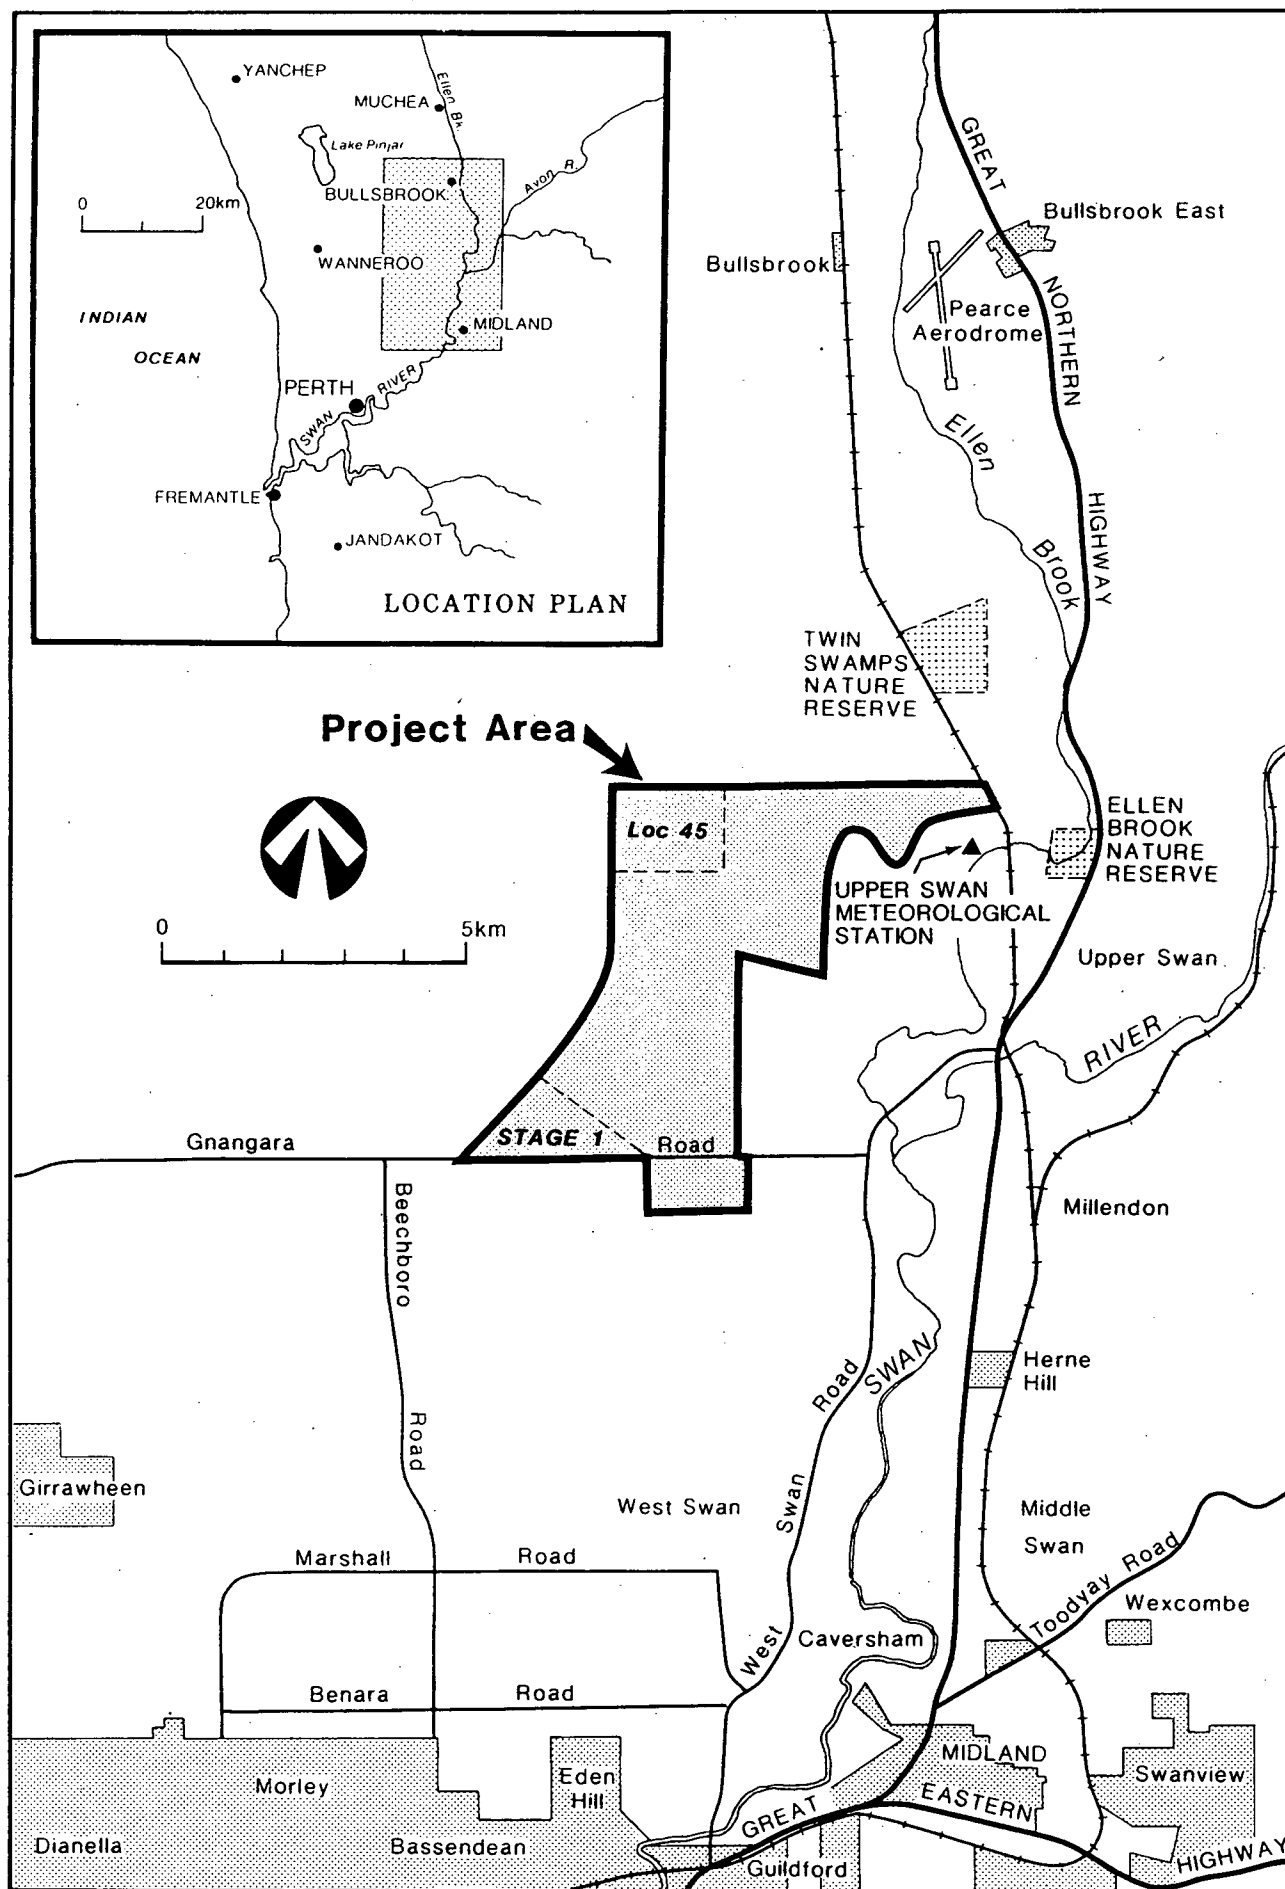 YANCHEP
MUCHEA
Ellen Bk.
Lake Pinjar
BULLSBROOK
Avon R.
0 20km
WANNEROO
INDIAN
OCEAN
MIDLAND
PERTH
SWAN RIVER
FREMANTLE
JANDAKOT
LOCATION PLAN
GREAT NORTHERN HIGHWAY
Bullsbrook East
Bullsbrook
Pearce
Aerodrome
Ellen Brook
TWIN
SWAMPS
NATURE
RESERVE
Project Area
Loc 45
ELLEN
BROOK
NATURE
RESERVE
UPPER SWAN
METEOROLOGICAL
STATION
0 5km
Upper Swan
RIVER
STAGE 1
Gnangara Road
Beechboro Road
Millendon
SWAN
Herne
Hill
Girrawheen
West Swan Road
West Swan
Middle
Swan
Marshall Road
Toodyay Road
Wexcombe
Caversham
Benara Road
MIDLAND
Morley
Eden
Hill
Swanview
GREAT EASTERN HIGHWAY
Dianella
Bassendean
Guildford